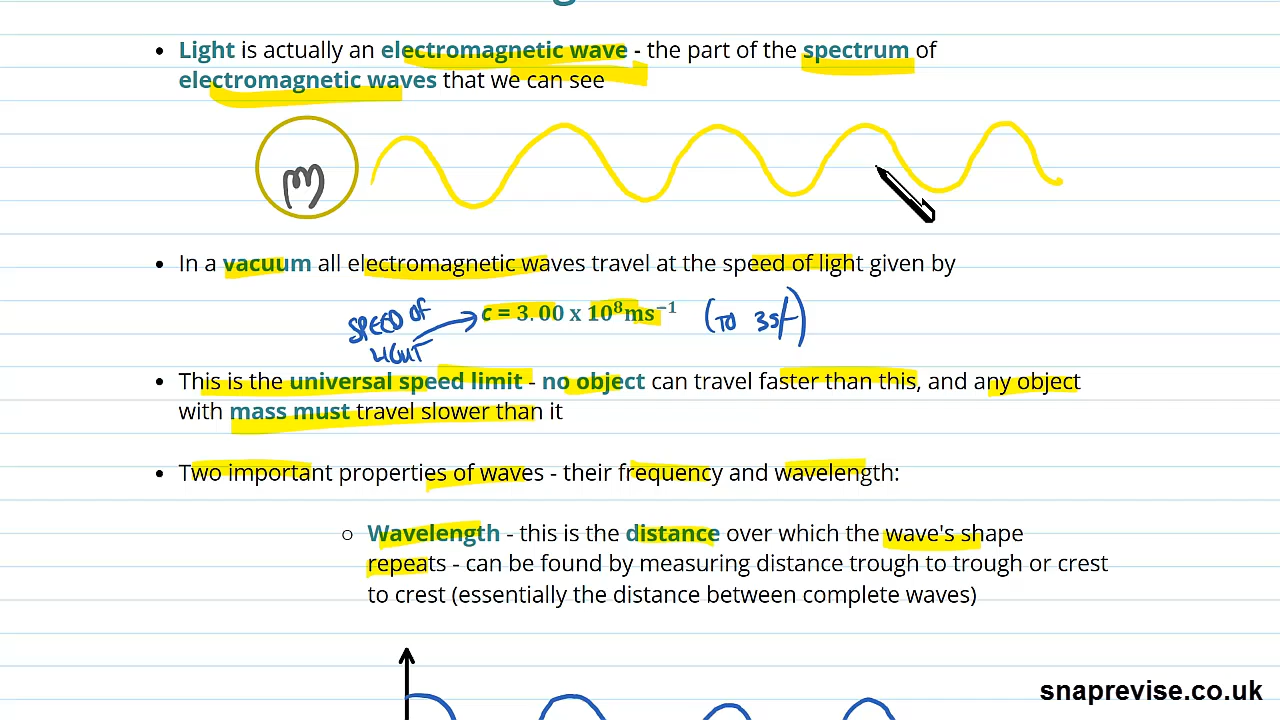 • Light is actually an electromagnetic wave - the part of the spectrum of
electromagnetic waves that we can see
• In a vacuum all electromagnetic waves travel at the speed of light given by
SPEED OF
LIGHT
c = 3.00 x 10⁸ms⁻¹ (TO 3sf)
• This is the universal speed limit - no object can travel faster than this, and any object
with mass must travel slower than it
• Two important properties of waves - their frequency and wavelength:
○ Wavelength - this is the distance over which the wave's shape
repeats - can be found by measuring distance trough to trough or crest
to crest (essentially the distance between complete waves)
snaprevise.co.uk